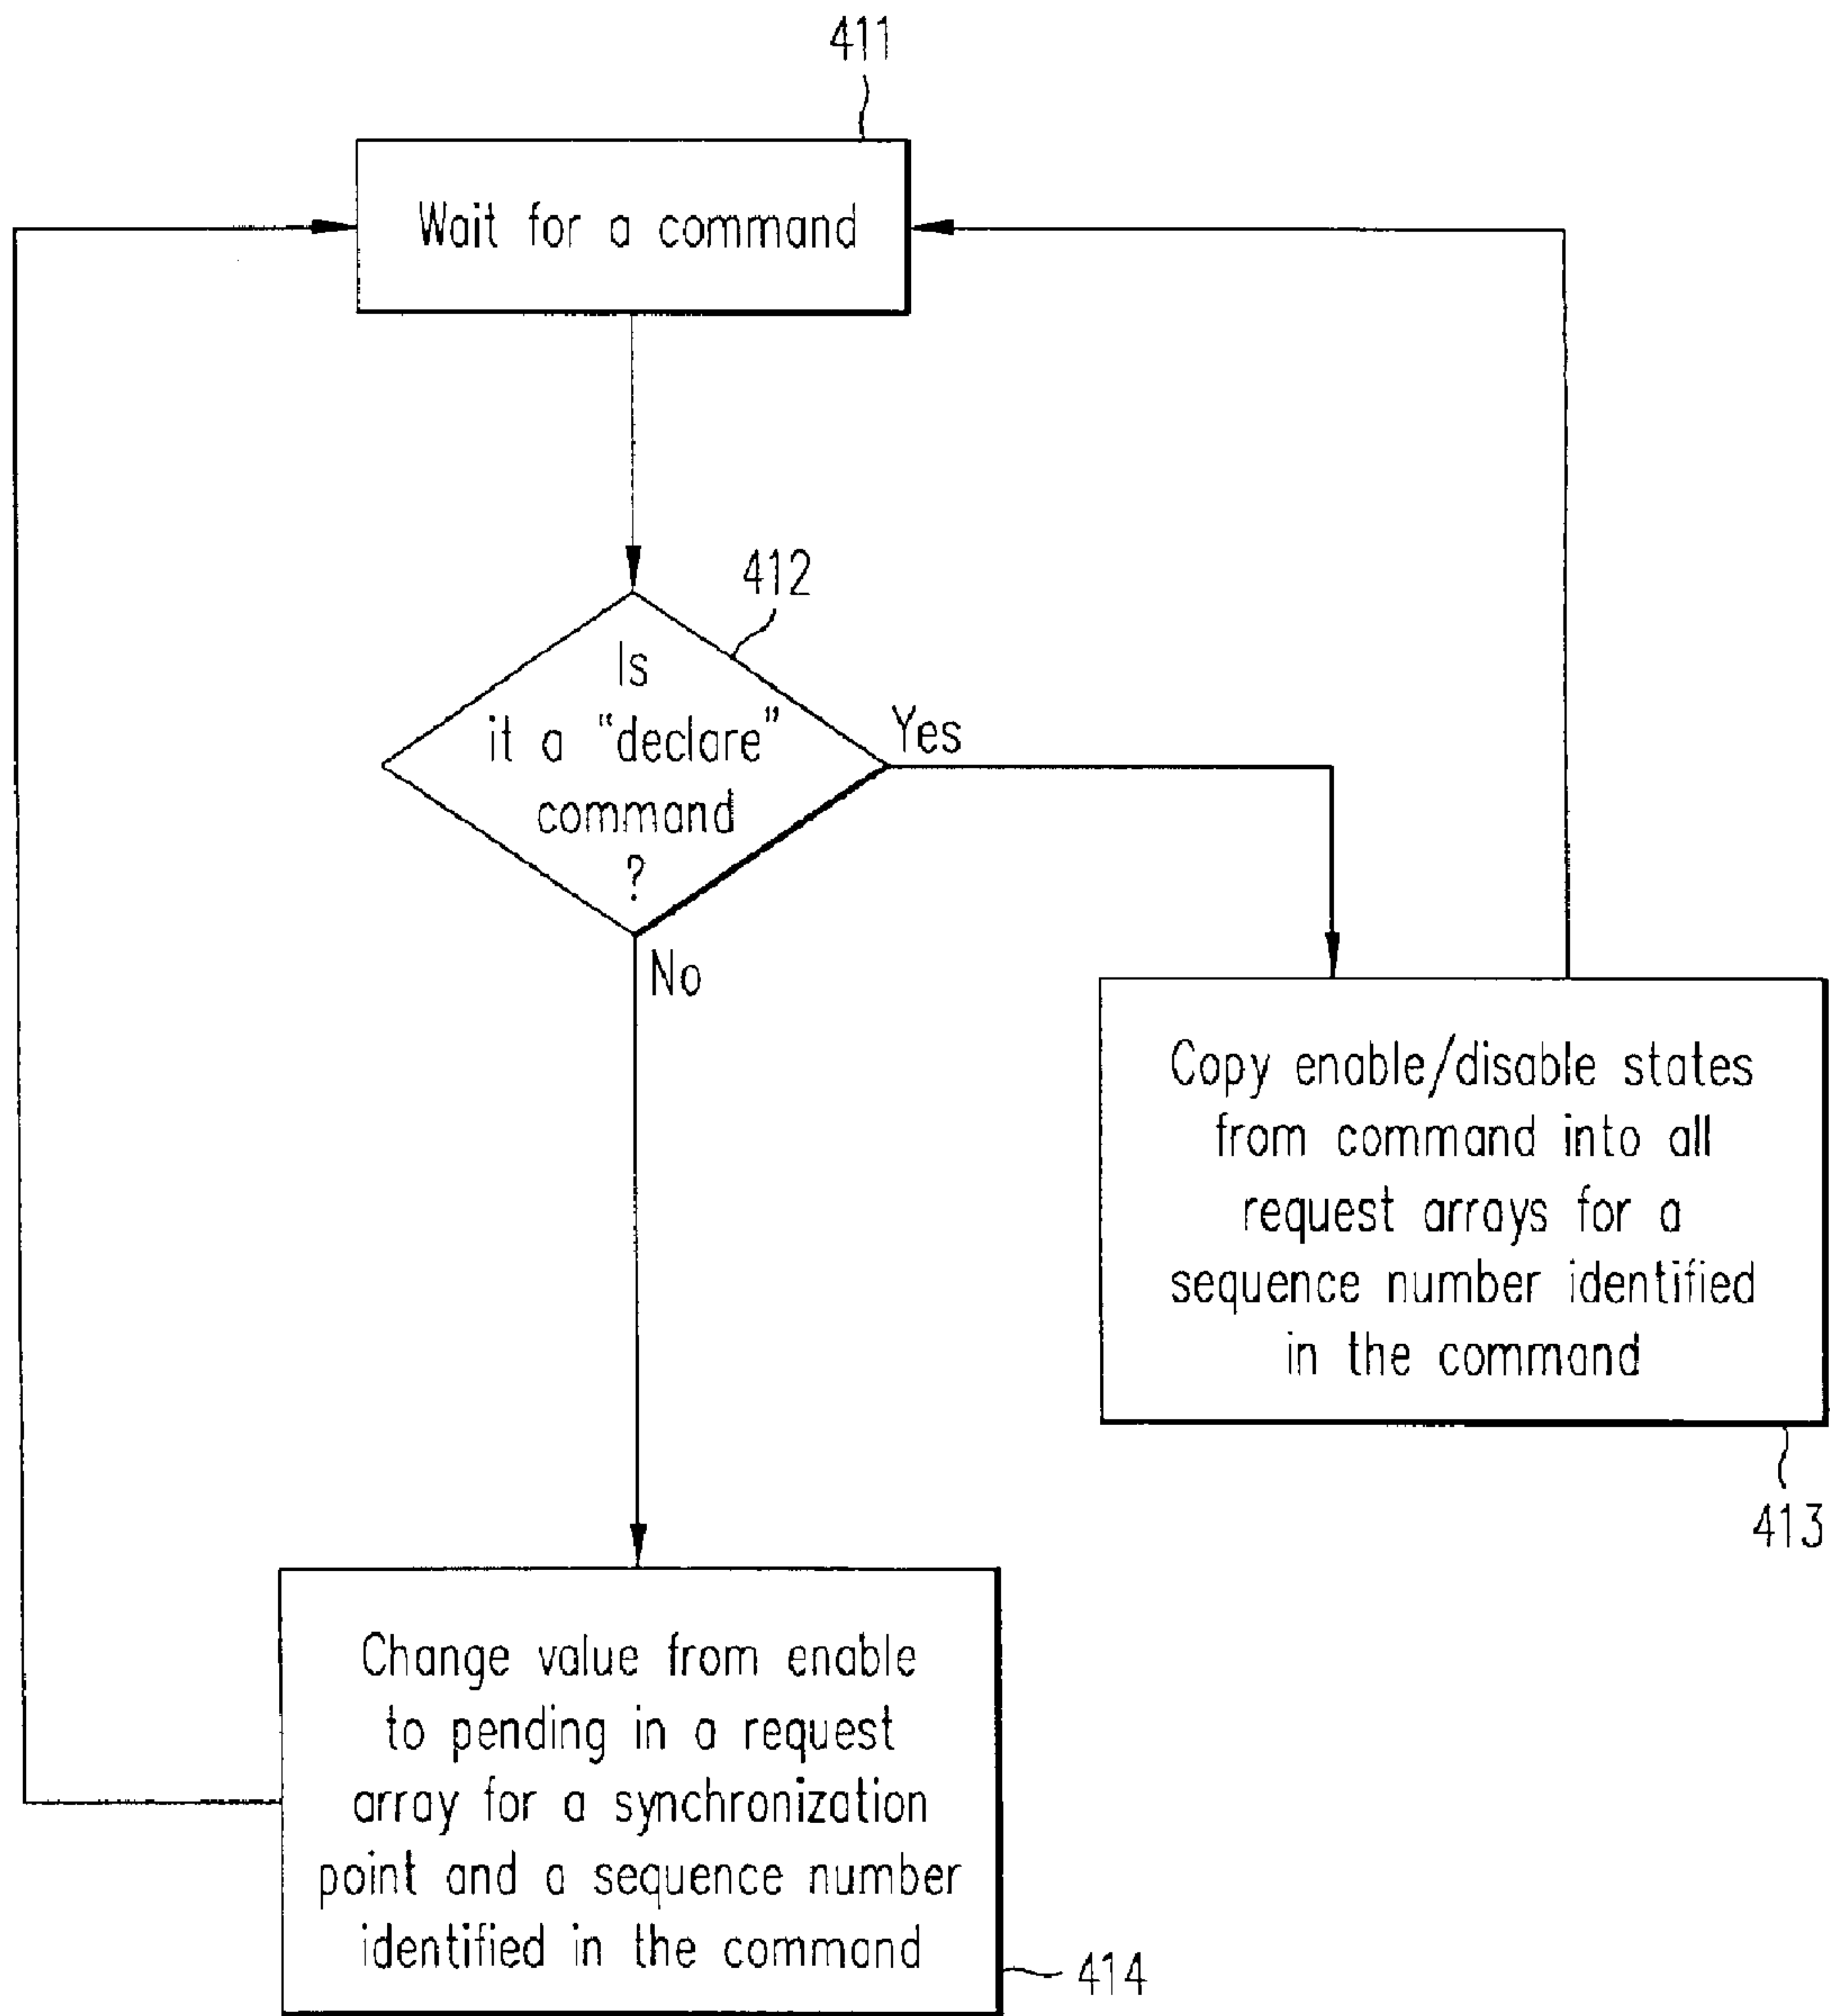 411
Wait for a command
412
Is
it a “declare”
command
?
Yes
No
Copy enable/disable states
from command into all
request arrays for a
sequence number identified
in the command
413
Change value from enable
to pending in a request
array for a synchronization
point and a sequence number
identified in the command
414